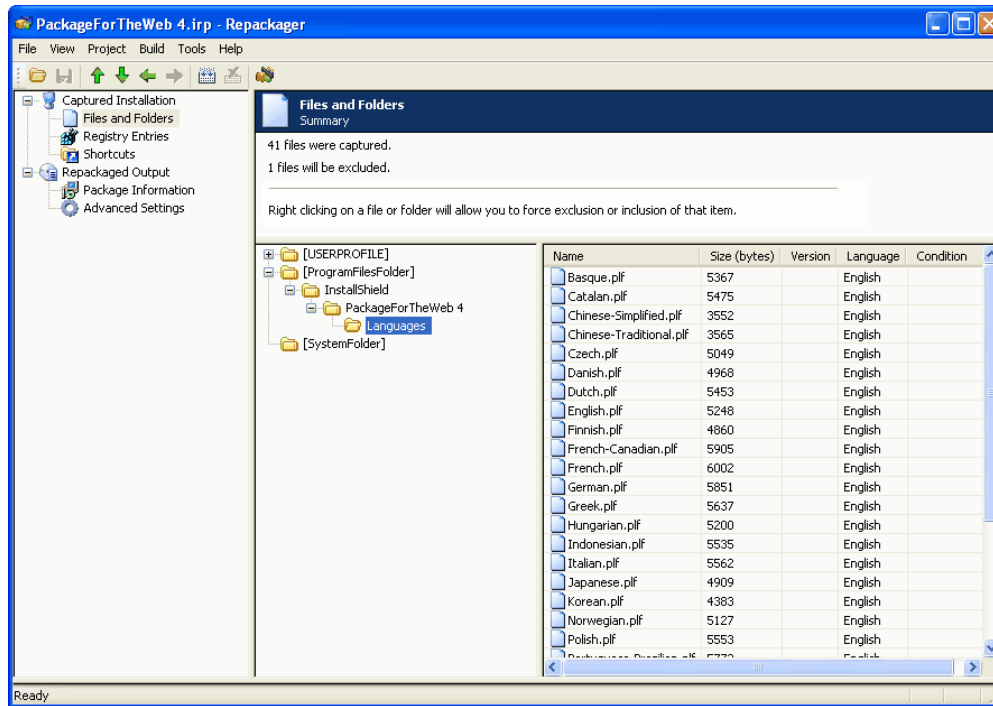 PackageForTheWeb 4.irp - Repackager
File View Project Build Tools Help
Captured Installation
Files and Folders
Registry Entries
Shortcuts
Repackaged Output
Package Information
Advanced Settings
Files and Folders
Summary
41 files were captured.
1 files will be excluded.
Right clicking on a file or folder will allow you to force exclusion or inclusion of that item.
[USERPROFILE]
[ProgramFilesFolder]
InstallShield
PackageForTheWeb 4
Languages
[SystemFolder]
Name Size (bytes) Version Language Condition
Basque.plf 5367 English
Catalan.plf 5475 English
Chinese-Simplified.plf 3552 English
Chinese-Traditional.plf 3565 English
Czech.plf 5049 English
Danish.plf 4968 English
Dutch.plf 5453 English
English.plf 5248 English
Finnish.plf 4860 English
French-Canadian.plf 5905 English
French.plf 6002 English
German.plf 5851 English
Greek.plf 5637 English
Hungarian.plf 5200 English
Indonesian.plf 5535 English
Italian.plf 5562 English
Japanese.plf 4909 English
Korean.plf 4383 English
Norwegian.plf 5127 English
Polish.plf 5553 English
Ready